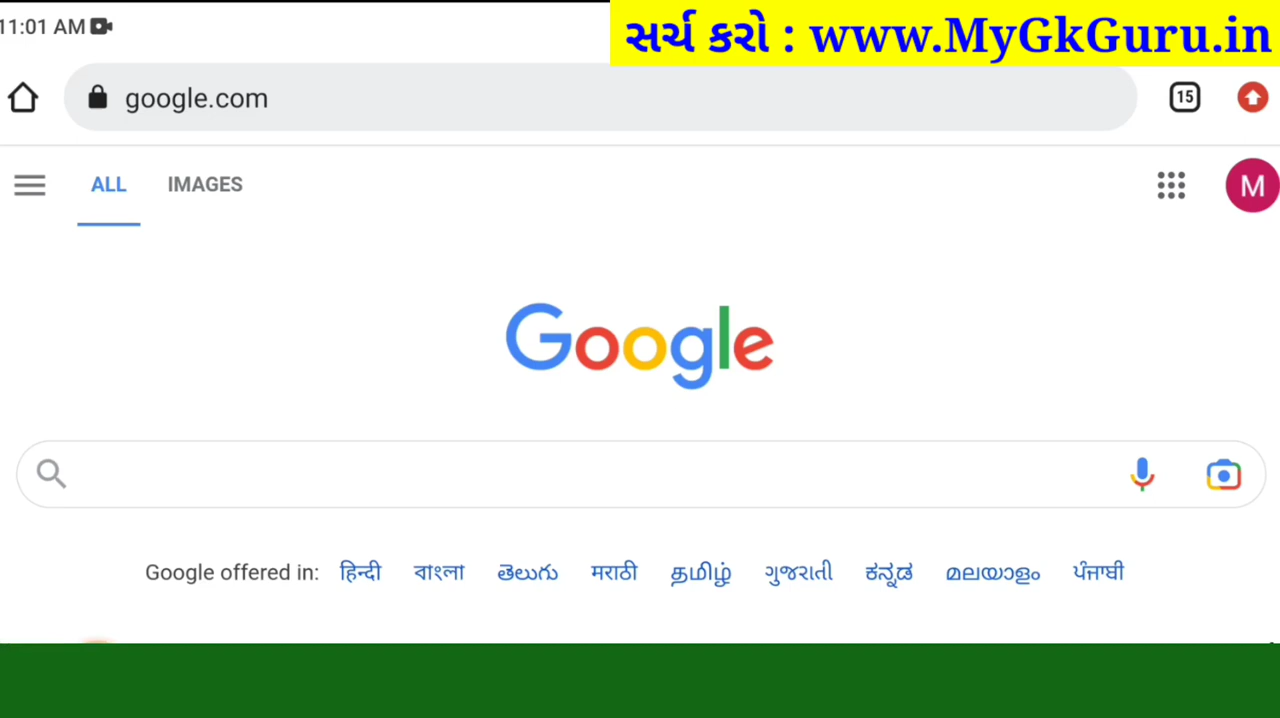 11:01 AM
સર્ચ કરો : www.MyGkGuru.in
google.com
15
ALL IMAGES
M
Google
Google offered in: हिन्दी বাংলা తెలుగు मराठी தமிழ் ગુજરાતી ಕನ್ನಡ മലയാളം ਪੰਜਾਬੀ